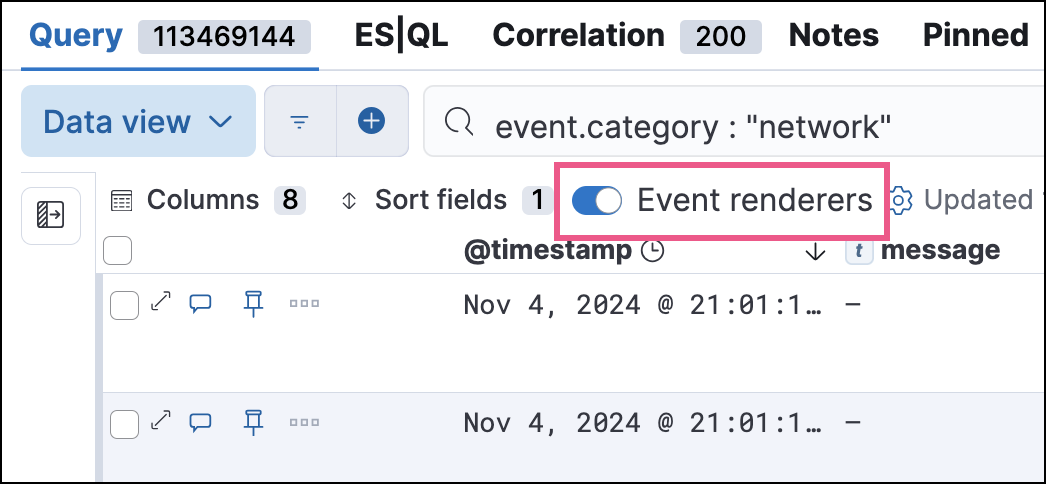 Query 113469144 ES|QL Correlation 200 Notes Pinned
Data view event.category : "network"
Columns 8 Sort fields 1 Event renderers Updated
@timestamp t message
Nov 4, 2024 @ 21:01:1… —
Nov 4, 2024 @ 21:01:1… —